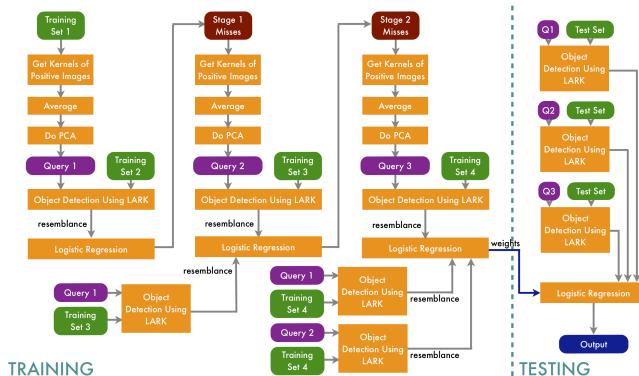 Training
Set 1
Get Kernels of
Positive Images
Average
Do PCA
Query 1
Training
Set 2
Object Detection Using LARK
resemblance
Logistic Regression
Query 1
Training
Set 3
Object
Detection Using
LARK
resemblance
Stage 1
Misses
Get Kernels of
Positive Images
Average
Do PCA
Query 2
Training
Set 3
Object Detection Using LARK
resemblance
Logistic Regression
Stage 2
Misses
Get Kernels of
Positive Images
Average
Do PCA
Query 3
Training
Set 4
Object Detection Using LARK
resemblance
Logistic Regression
weights
Query 1
Training
Set 4
Object
Detection Using
LARK
resemblance
Query 2
Training
Set 4
Object
Detection Using
LARK
resemblance
TRAINING
Q1
Test Set
Object
Detection Using
LARK
Q2
Test Set
Object
Detection Using
LARK
Q3
Test Set
Object
Detection Using
LARK
Logistic Regression
Output
TESTING